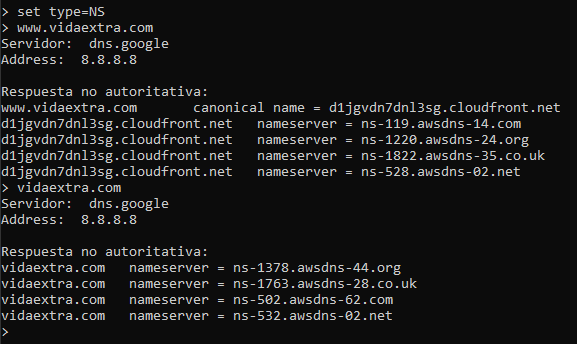 > set type=NS
> www.vidaextra.com
Servidor:  dns.google
Address:  8.8.8.8

Respuesta no autoritativa:
www.vidaextra.com       canonical name = d1jgvdn7dnl3sg.cloudfront.net
d1jgvdn7dnl3sg.cloudfront.net   nameserver = ns-119.awsdns-14.com
d1jgvdn7dnl3sg.cloudfront.net   nameserver = ns-1220.awsdns-24.org
d1jgvdn7dnl3sg.cloudfront.net   nameserver = ns-1822.awsdns-35.co.uk
d1jgvdn7dnl3sg.cloudfront.net   nameserver = ns-528.awsdns-02.net
> vidaextra.com
Servidor:  dns.google
Address:  8.8.8.8

Respuesta no autoritativa:
vidaextra.com   nameserver = ns-1378.awsdns-44.org
vidaextra.com   nameserver = ns-1763.awsdns-28.co.uk
vidaextra.com   nameserver = ns-502.awsdns-62.com
vidaextra.com   nameserver = ns-532.awsdns-02.net
>